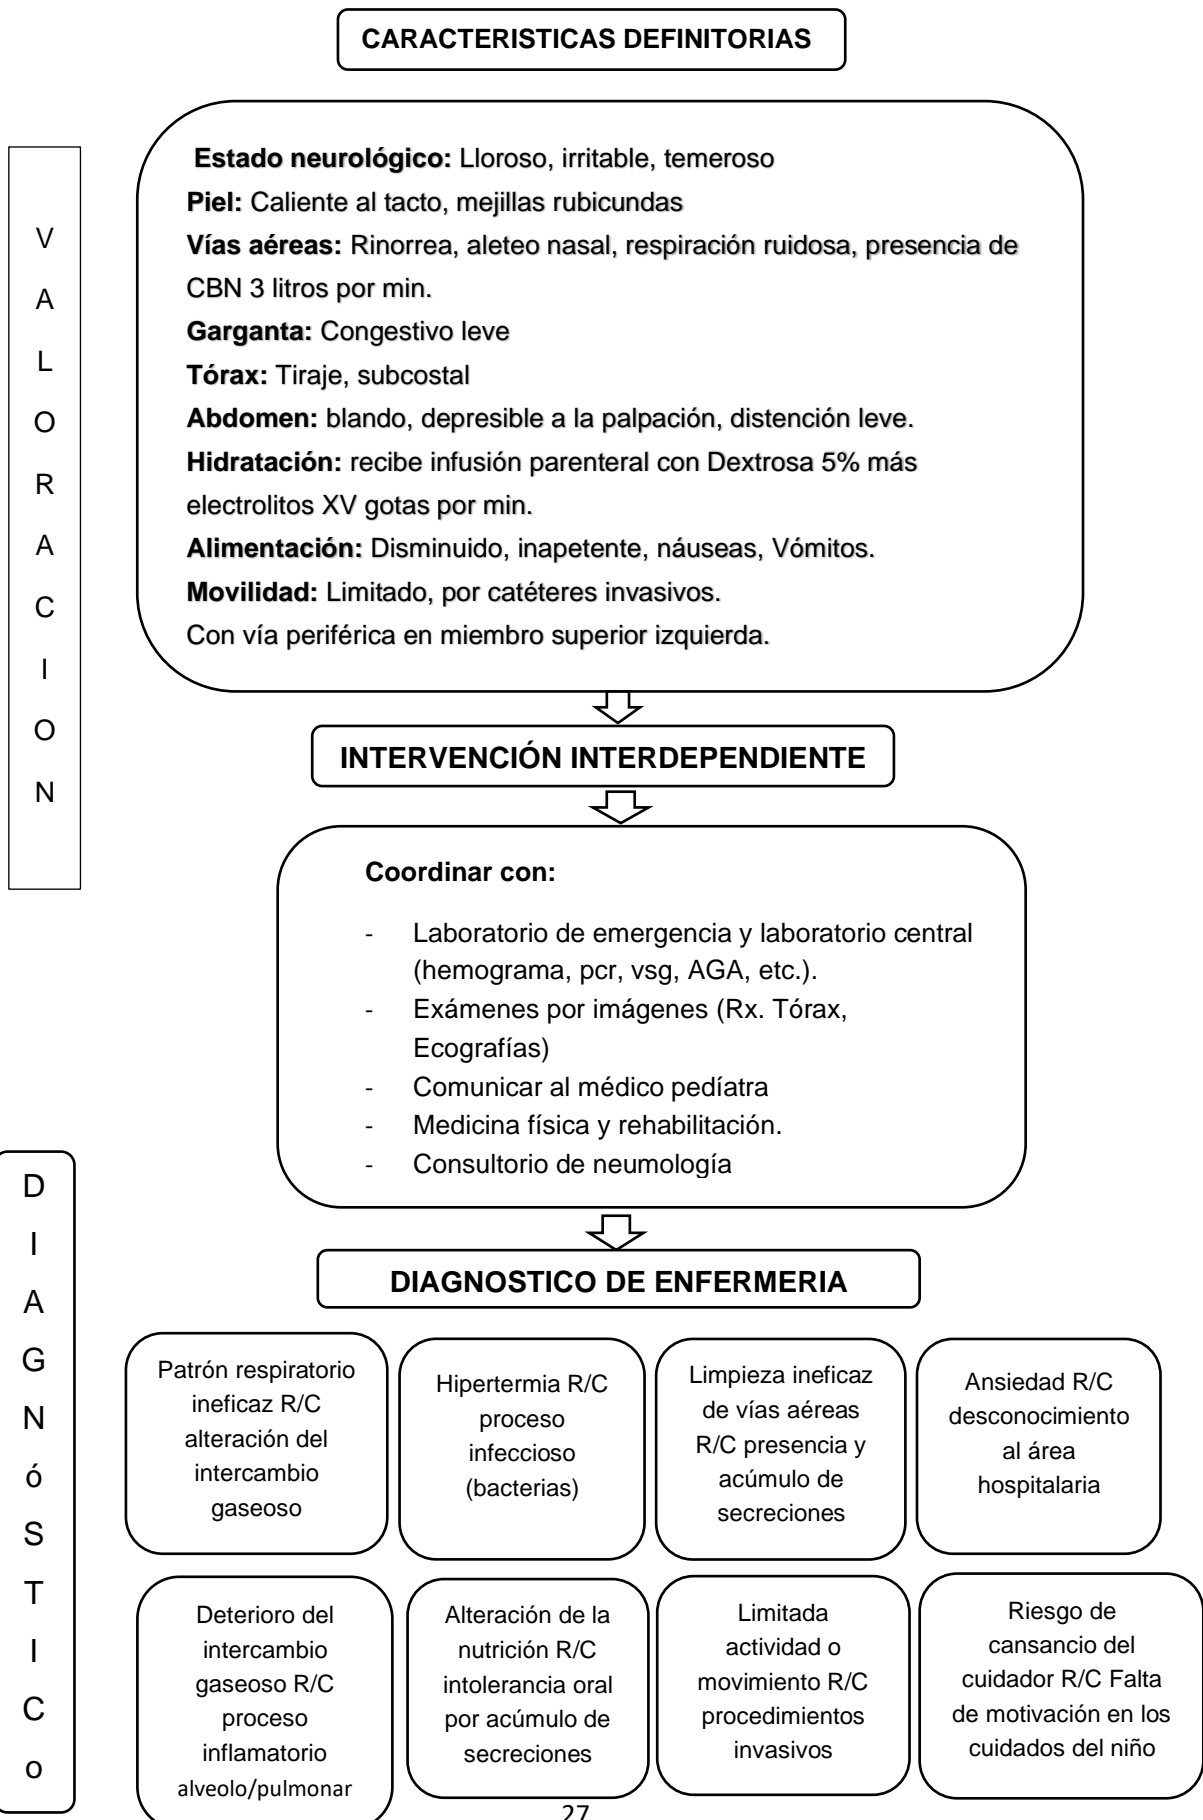 CARACTERISTICAS DEFINITORIAS
V
A
L
O
R
A
C
I
O
N
Estado neurológico: Lloroso, irritable, temeroso
Piel: Caliente al tacto, mejillas rubicundas
Vías aéreas: Rinorrea, aleteo nasal, respiración ruidosa, presencia de
CBN 3 litros por min.
Garganta: Congestivo leve
Tórax: Tiraje, subcostal
Abdomen: blando, depresible a la palpación, distención leve.
Hidratación: recibe infusión parenteral con Dextrosa 5% más
electrolitos XV gotas por min.
Alimentación: Disminuido, inapetente, náuseas, Vómitos.
Movilidad: Limitado, por catéteres invasivos.
Con vía periférica en miembro superior izquierda.
INTERVENCIÓN INTERDEPENDIENTE
Coordinar con:
- Laboratorio de emergencia y laboratorio central
(hemograma, pcr, vsg, AGA, etc.).
- Exámenes por imágenes (Rx. Tórax,
Ecografías)
- Comunicar al médico pedíatra
- Medicina física y rehabilitación.
- Consultorio de neumología
D
I
A
G
N
ó
S
T
I
C
o
DIAGNOSTICO DE ENFERMERIA
Patrón respiratorio
ineficaz R/C
alteración del
intercambio
gaseoso
Hipertermia R/C
proceso
infeccioso
(bacterias)
Limpieza ineficaz
de vías aéreas
R/C presencia y
acúmulo de
secreciones
Ansiedad R/C
desconocimiento
al área
hospitalaria
Deterioro del
intercambio
gaseoso R/C
proceso
inflamatorio
alveolo/pulmonar
Alteración de la
nutrición R/C
intolerancia oral
por acúmulo de
secreciones
Limitada
actividad o
movimiento R/C
procedimientos
invasivos
Riesgo de
cansancio del
cuidador R/C Falta
de motivación en los
cuidados del niño
27